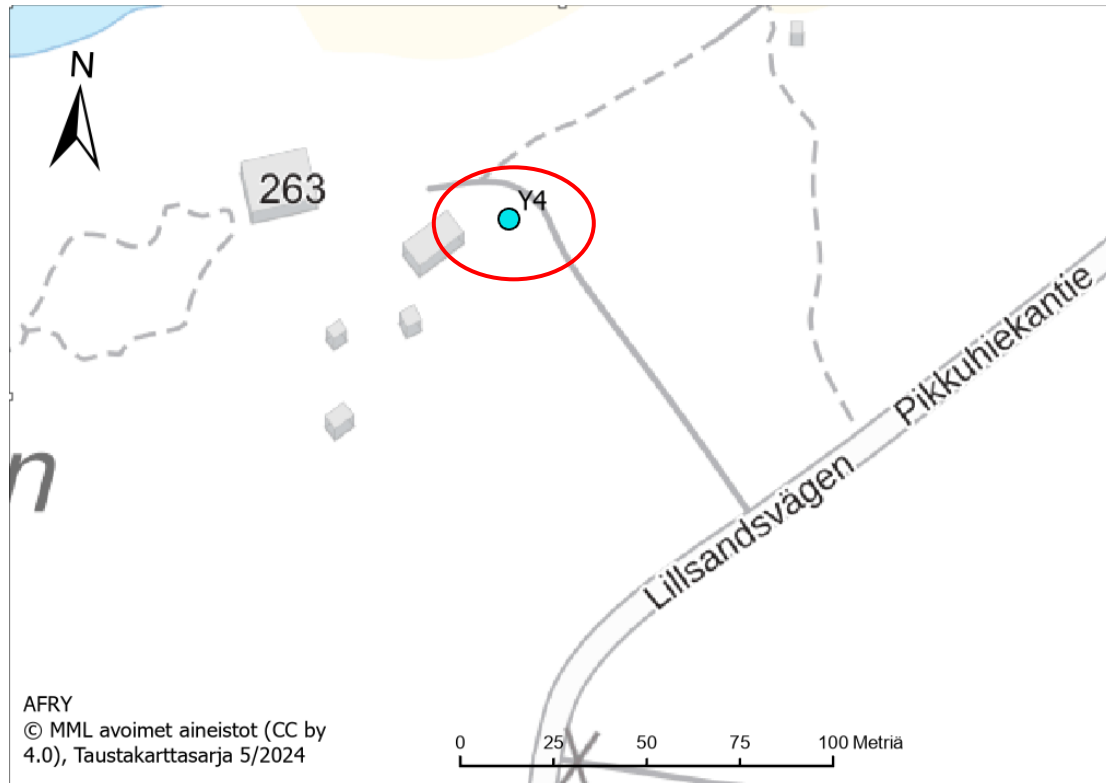 N
263
Y4
Pikkuhiekantie
n
Lillsandsvägen
AFRY
© MML avoimet aineistot (CC by
4.0), Taustakarttasarja 5/2024
0 25 50 75 100 Metriä